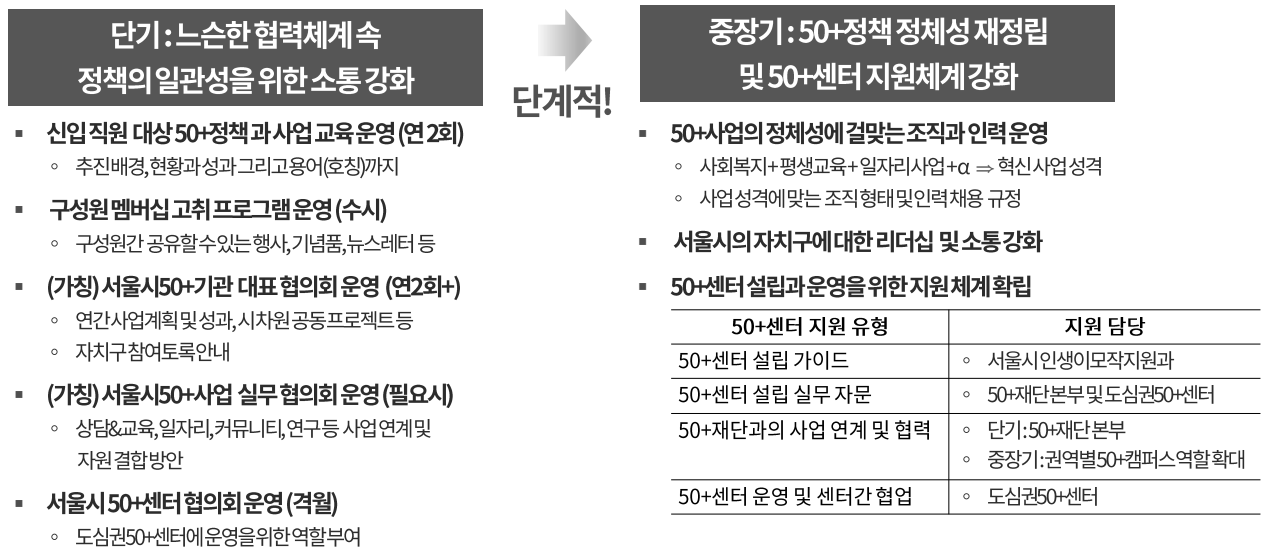 단기 : 느슨한 협력체계 속
정책의 일관성을 위한 소통 강화
▪ 신입 직원 대상 50+정책 과 사업 교육 운영 (연 2회)
◦ 추진배경, 현황과 성과 그리고 용어(호칭)까지
▪ 구성원 멤버십 고취 프로그램 운영 (수시)
◦ 구성원간 공유할 수 있는 행사, 기념품, 뉴스레터 등
▪ (가칭) 서울시50+기관 대표 협의회 운영 (연2회+)
◦ 연간 사업계획 및 성과, 시차원 공동 프로젝트 등
◦ 자치구 참여토록 안내
▪ (가칭) 서울시50+사업 실무 협의회 운영 (필요시)
◦ 상담&교육, 일자리, 커뮤니티, 연구 등 사업 연계 및
자원 결합 방안
▪ 서울시 50+센터 협의회 운영 (격월)
◦ 도심권50+센터에 운영을 위한 역할 부여
단계적!
중장기 : 50+정책 정체성 재정립
및 50+센터 지원체계 강화
▪ 50+사업의 정체성에 걸맞는 조직과 인력 운영
◦ 사회복지 + 평생교육 + 일자리사업 +α ⇒ 혁신 사업 성격
◦ 사업 성격에 맞는 조직 형태 및 인력 채용 규정
▪ 서울시의 자치구에 대한 리더십 및 소통 강화
▪ 50+센터 설립과 운영을 위한 지원 체계 확립
50+센터 지원 유형 지원 담당
50+센터 설립 가이드 ◦ 서울시 인생이모작지원과
50+센터 설립 실무 자문 ◦ 50+재단 본부 및 도심권50+센터
50+재단과의 사업 연계 및 협력 ◦ 단기 : 50+재단 본부
◦ 중장기 : 권역별 50+캠퍼스 역할 확대
50+센터 운영 및 센터간 협업 ◦ 도심권50+센터